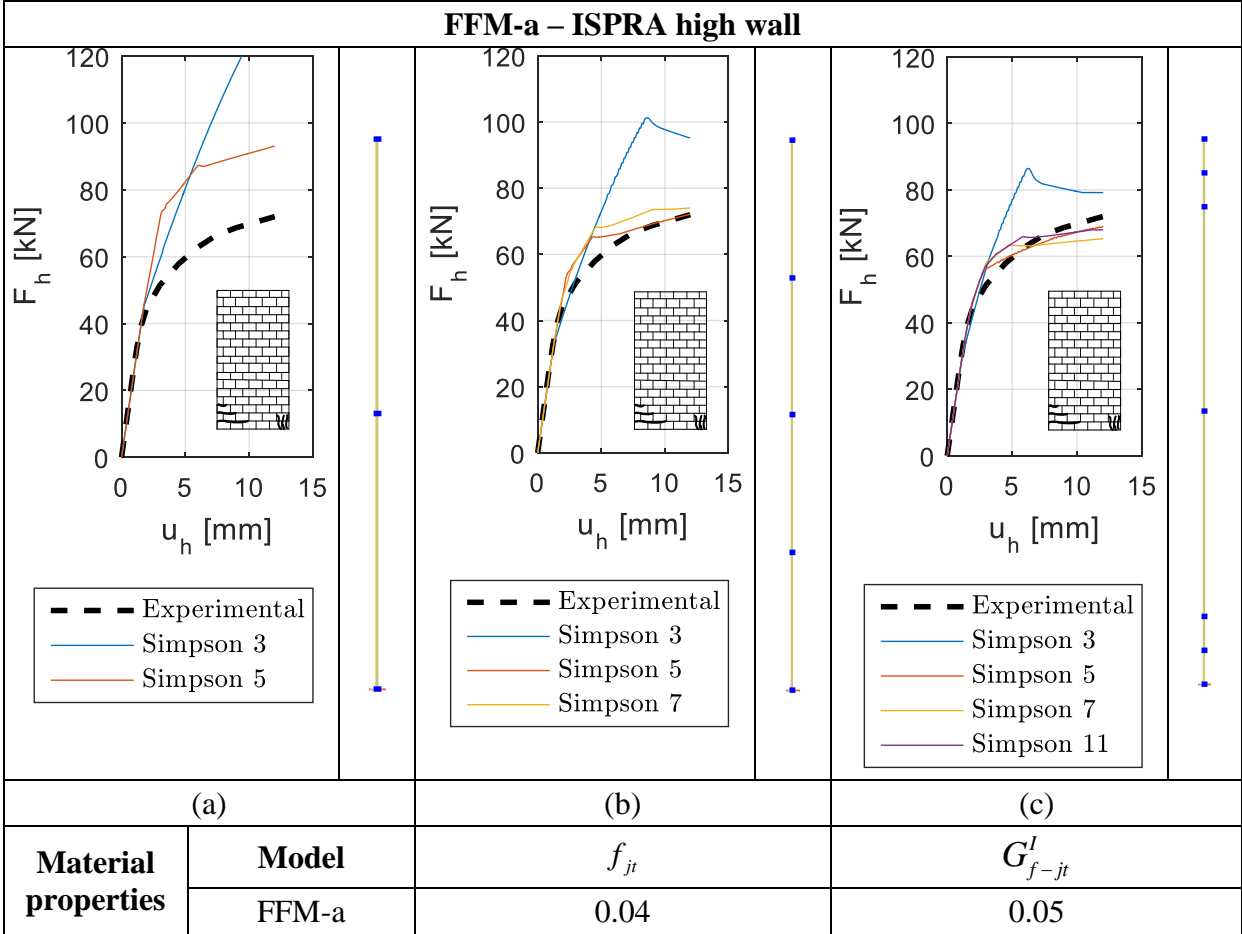 FFM-a – ISPRA high wall
120
100
80
60
40
20
0
F_h [kN]
0 5 10 15
u_h [mm]
Experimental
Simpson 3
Simpson 5
120
100
80
60
40
20
0
F_h [kN]
0 5 10 15
u_h [mm]
Experimental
Simpson 3
Simpson 5
Simpson 7
120
100
80
60
40
20
0
F_h [kN]
0 5 10 15
u_h [mm]
Experimental
Simpson 3
Simpson 5
Simpson 7
Simpson 11
(a) (b) (c)
Material properties
Model f_{jt} G^{I}_{f-jt}
FFM-a 0.04 0.05